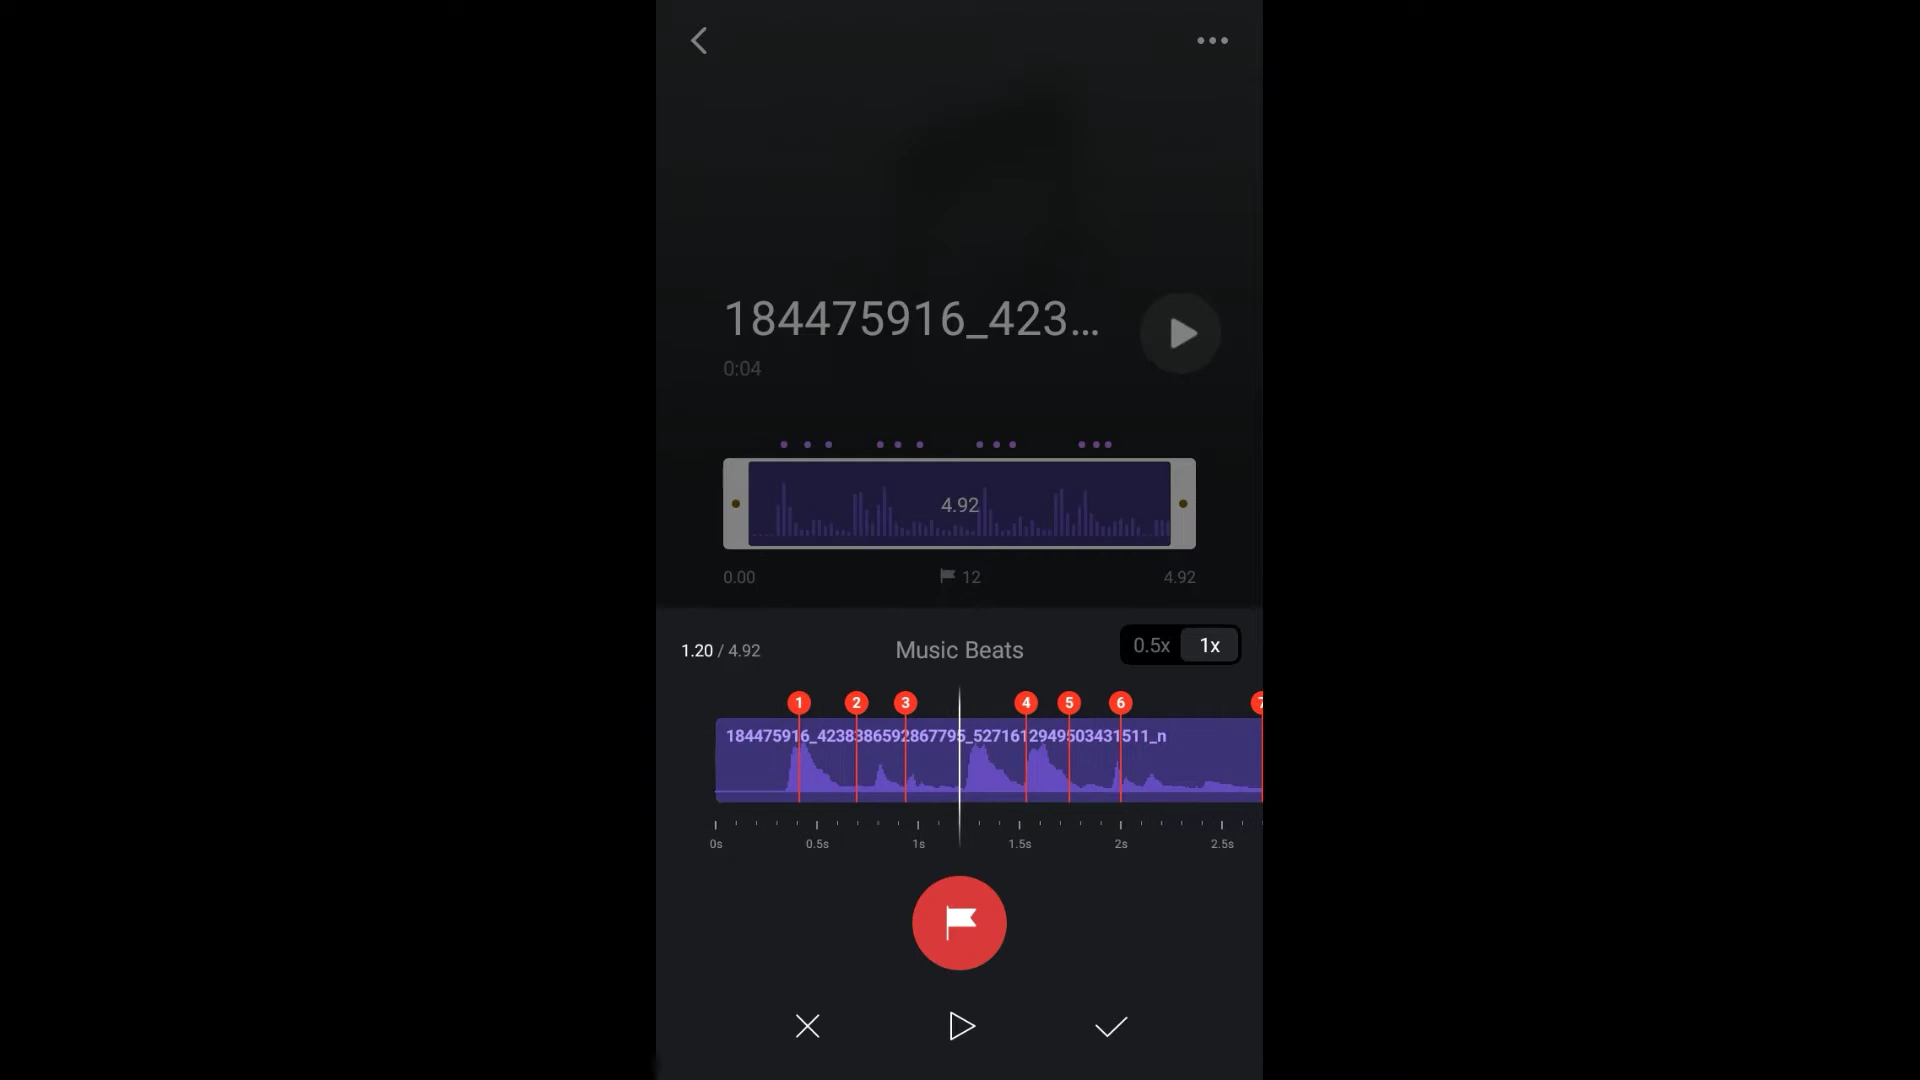 184475916_423...
0:04
4.92
0.00 12 4.92
1.20 / 4.92 Music Beats 0.5x 1x
1 2 3 4 5 6 7
184475916_4238386592867795_5271612949503431511_n
0s 0.5s 1s 1.5s 2s 2.5s